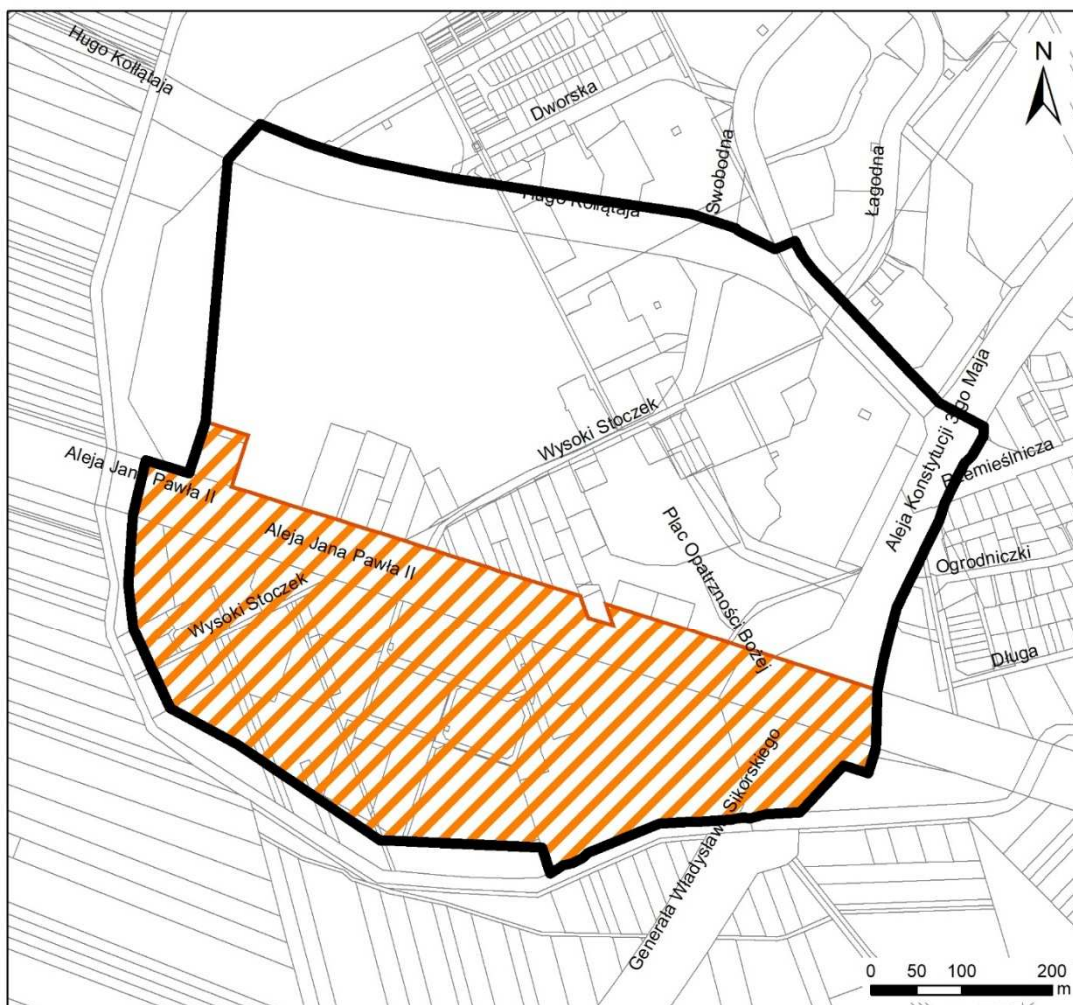 Hugo Kołłątaja
N
Dworska
Swobodna
Łagodna
Hugo Kołłątaja
Aleja Konstytucji 3-go Maja
Wysoki Stoczek
Rzemieślnicza
Aleja Jana Pawła II
Aleja Jana Pawła II
Plac Opatrzności Bożej
Ogrodniczki
Wysoki Stoczek
Długa
Generała Władysława Sikorskiego
0 50 100 200
m